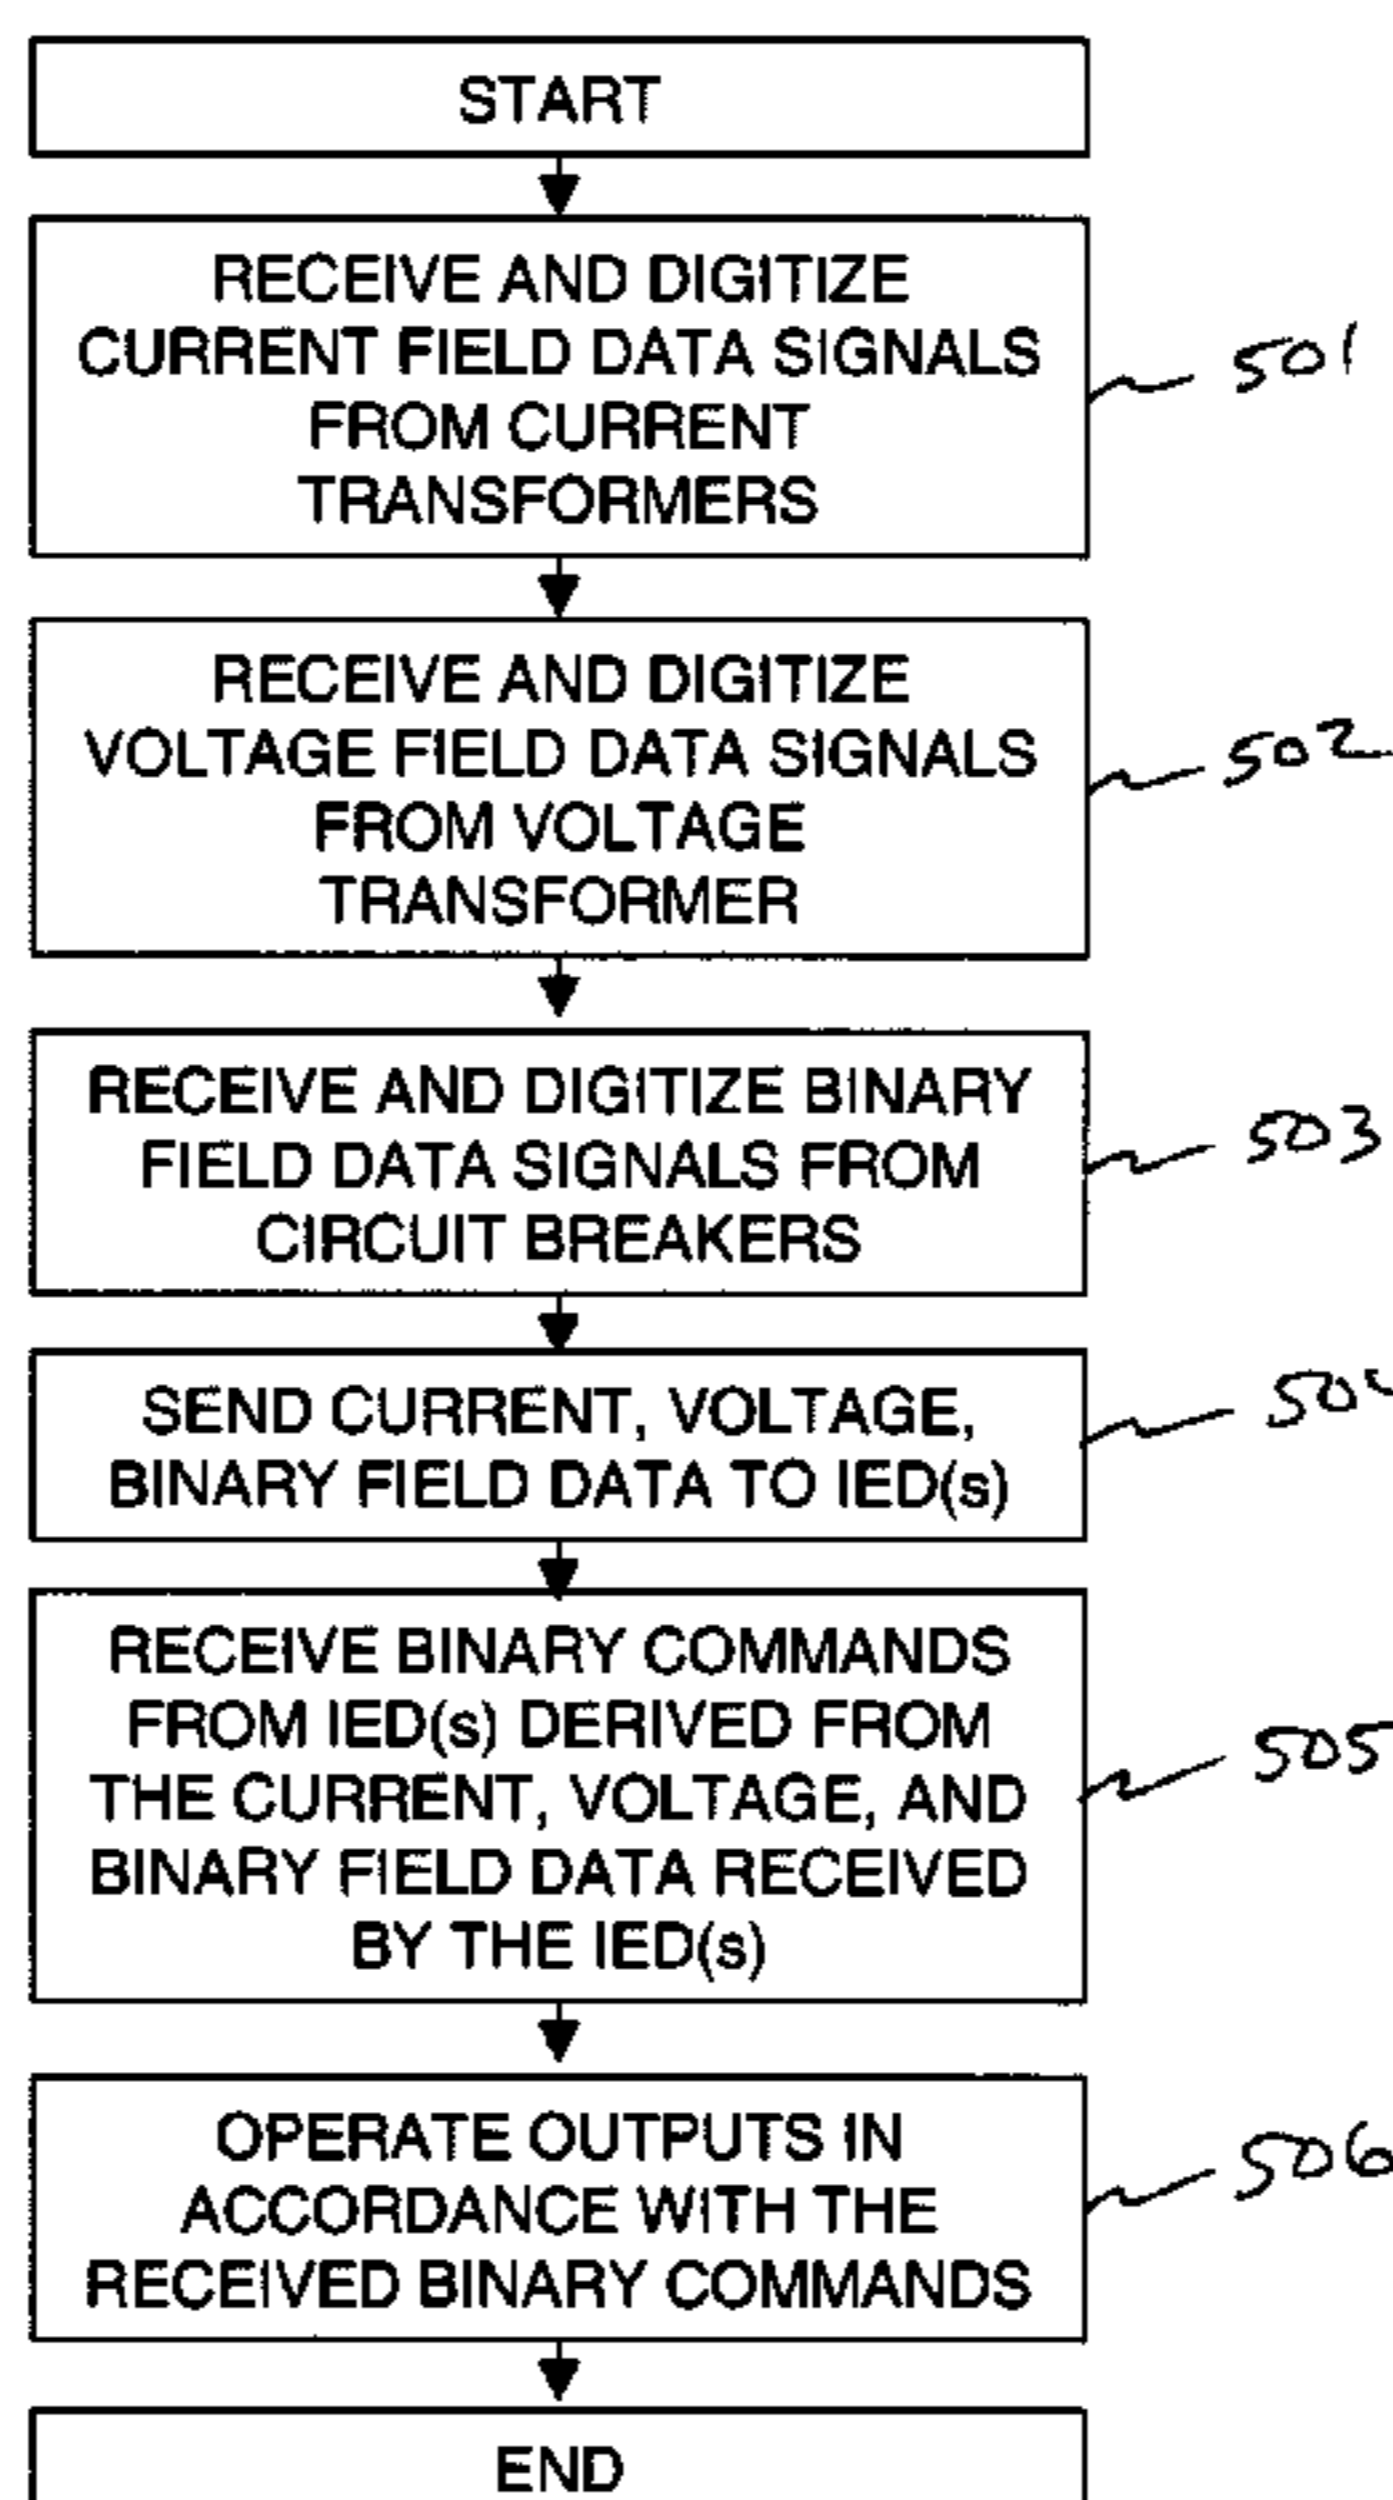 START
RECEIVE AND DIGITIZE
CURRENT FIELD DATA SIGNALS
FROM CURRENT
TRANSFORMERS
501
RECEIVE AND DIGITIZE
VOLTAGE FIELD DATA SIGNALS
FROM VOLTAGE
TRANSFORMER
502
RECEIVE AND DIGITIZE BINARY
FIELD DATA SIGNALS FROM
CIRCUIT BREAKERS
503
SEND CURRENT, VOLTAGE,
BINARY FIELD DATA TO IED(s)
RECEIVE BINARY COMMANDS
FROM IED(s) DERIVED FROM
THE CURRENT, VOLTAGE, AND
BINARY FIELD DATA RECEIVED
BY THE IED(s)
505
OPERATE OUTPUTS IN
ACCORDANCE WITH THE
RECEIVED BINARY COMMANDS
506
END